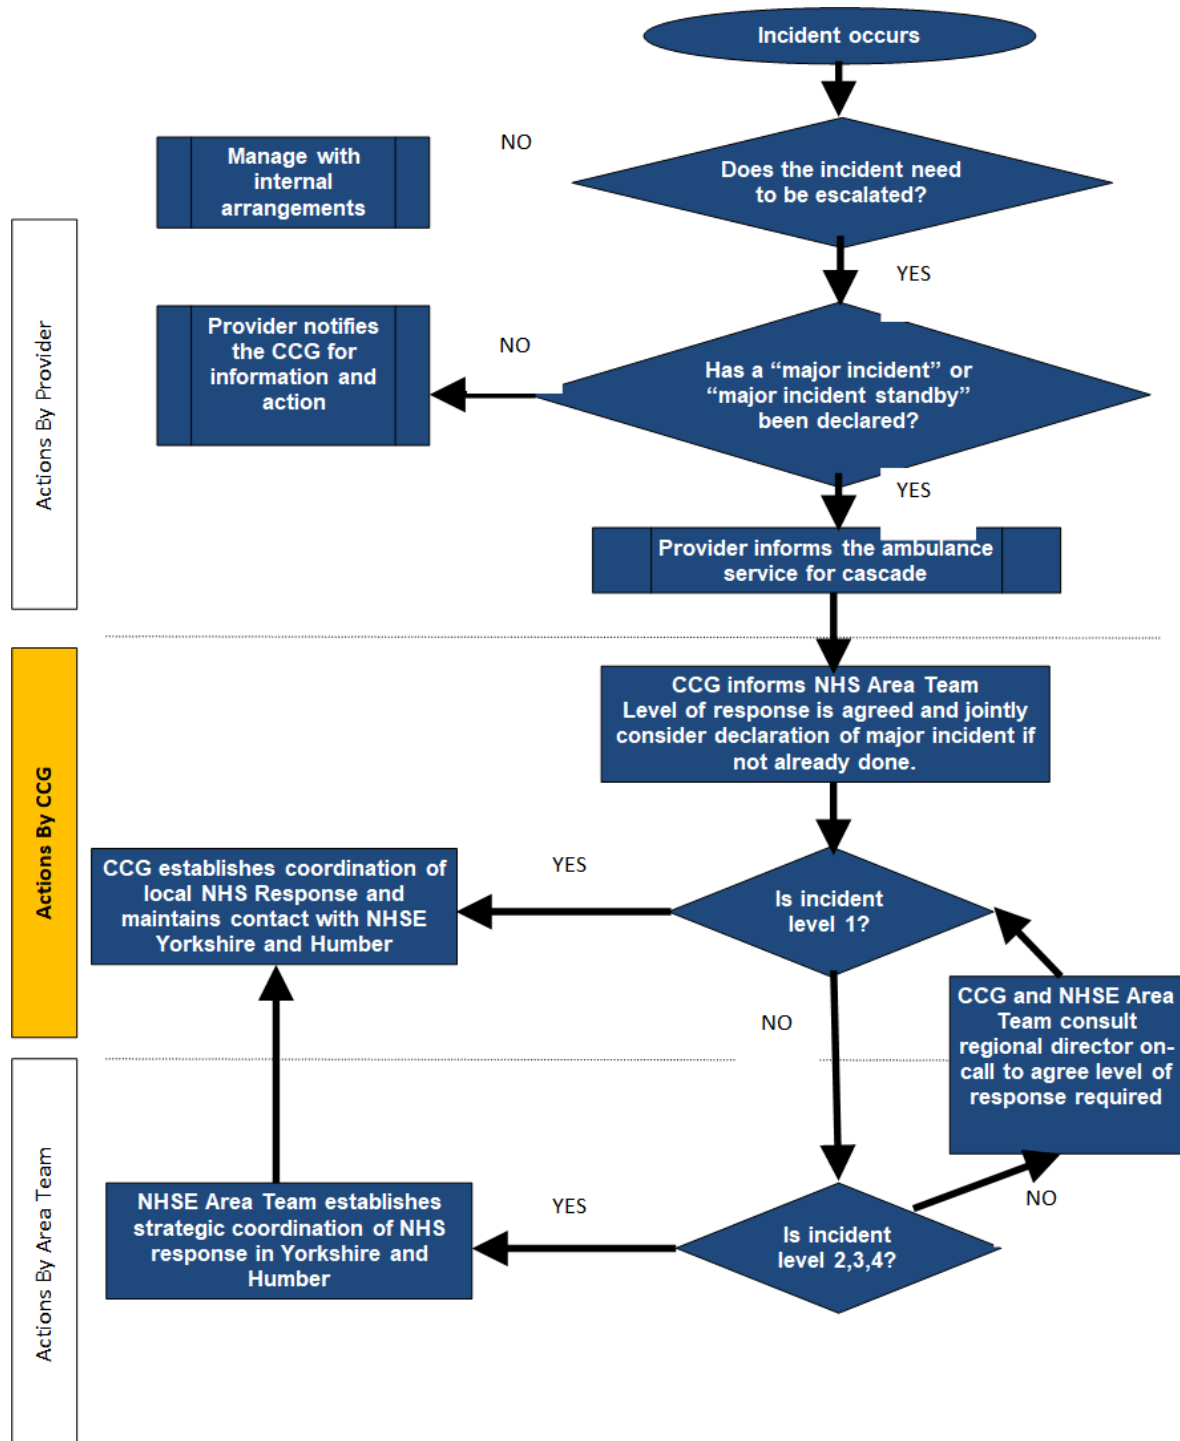 Incident occurs
NO
Manage with
internal
arrangements
Does the incident need
to be escalated?
YES
Actions By Provider
Provider notifies
the CCG for
information and
action
NO
Has a “major incident” or
“major incident standby”
been declared?
YES
Provider informs the ambulance
service for cascade
Actions By CCG
CCG informs NHS Area Team
Level of response is agreed and jointly
consider declaration of major incident if
not already done.
CCG establishes coordination of
local NHS Response and
maintains contact with NHSE
Yorkshire and Humber
YES
Is incident
level 1?
NO
CCG and NHSE Area
Team consult
regional director on-
call to agree level of
response required
Actions By Area Team
NHSE Area Team establishes
strategic coordination of NHS
response in Yorkshire and
Humber
YES
Is incident
level 2,3,4?
NO